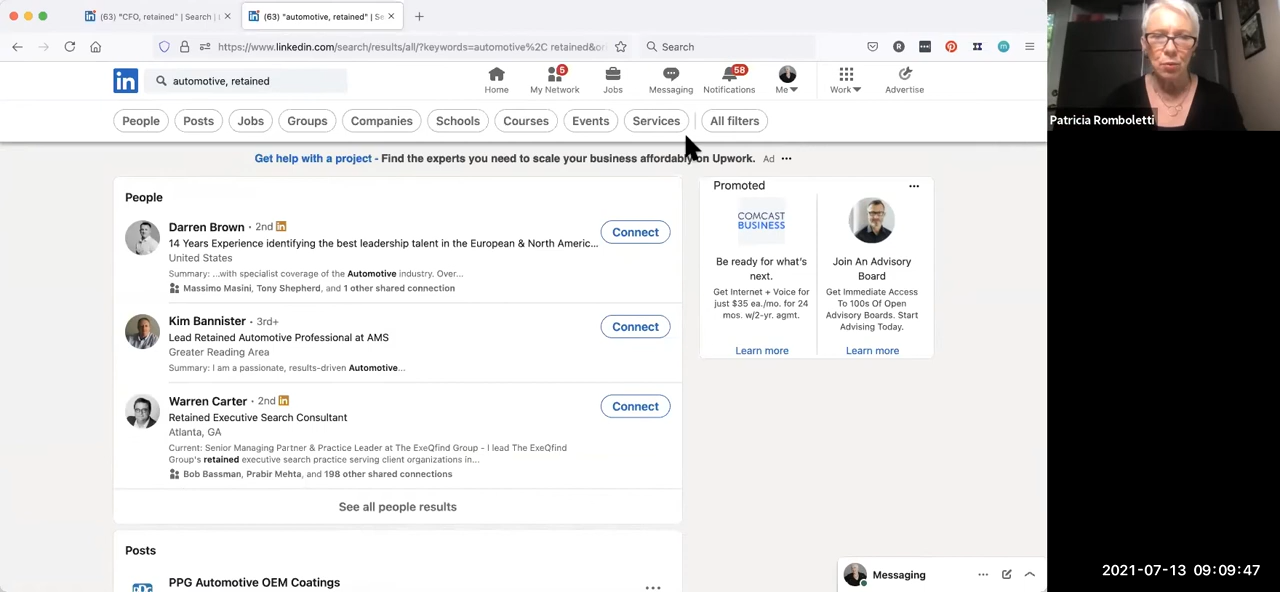 (63) "CFO, retained" | Search |
(63) "automotive, retained" | Se
https://www.linkedin.com/search/results/all/?keywords=automotive%2C retained&or
Search
in
automotive, retained
Home
5
My Network
Jobs
Messaging
58
Notifications
Me
Work
Advertise
People
Posts
Jobs
Groups
Companies
Schools
Courses
Events
Services
All filters
Get help with a project - Find the experts you need to scale your business affordably on Upwork. Ad
People
Darren Brown • 2nd in
14 Years Experience identifying the best leadership talent in the European & North Americ...
United States
Summary: ...with specialist coverage of the Automotive industry. Over...
Massimo Masini, Tony Shepherd, and 1 other shared connection
Connect
Kim Bannister • 3rd+
Lead Retained Automotive Professional at AMS
Greater Reading Area
Summary: I am a passionate, results-driven Automotive...
Connect
Warren Carter • 2nd in
Retained Executive Search Consultant
Atlanta, GA
Current: Senior Managing Partner & Practice Leader at The ExeQfind Group - I lead The ExeQfind
Group's retained executive search practice serving client organizations in...
Bob Bassman, Prabir Mehta, and 198 other shared connections
Connect
See all people results
Posts
PPG Automotive OEM Coatings
Promoted
COMCAST
BUSINESS
Be ready for what's
next.
Get Internet + Voice for
just $35 ea./mo. for 24
mos. w/2-yr. agmt.
Learn more
Join An Advisory
Board
Get Immediate Access
To 100s Of Open
Advisory Boards. Start
Advising Today.
Learn more
Messaging
Patricia Romboletti
2021-07-13 09:09:47